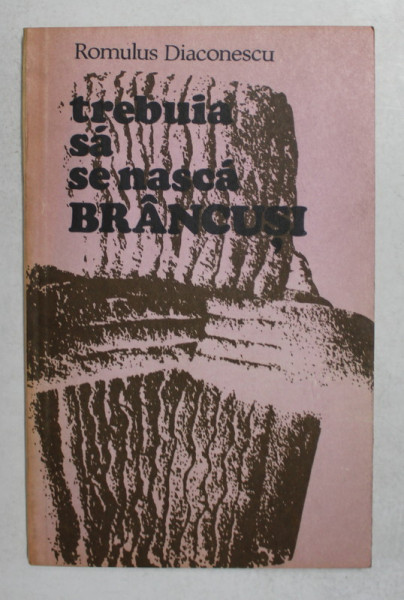 Romulus Diaconescu
trebuia
să
se nască
BRÂNCUȘI